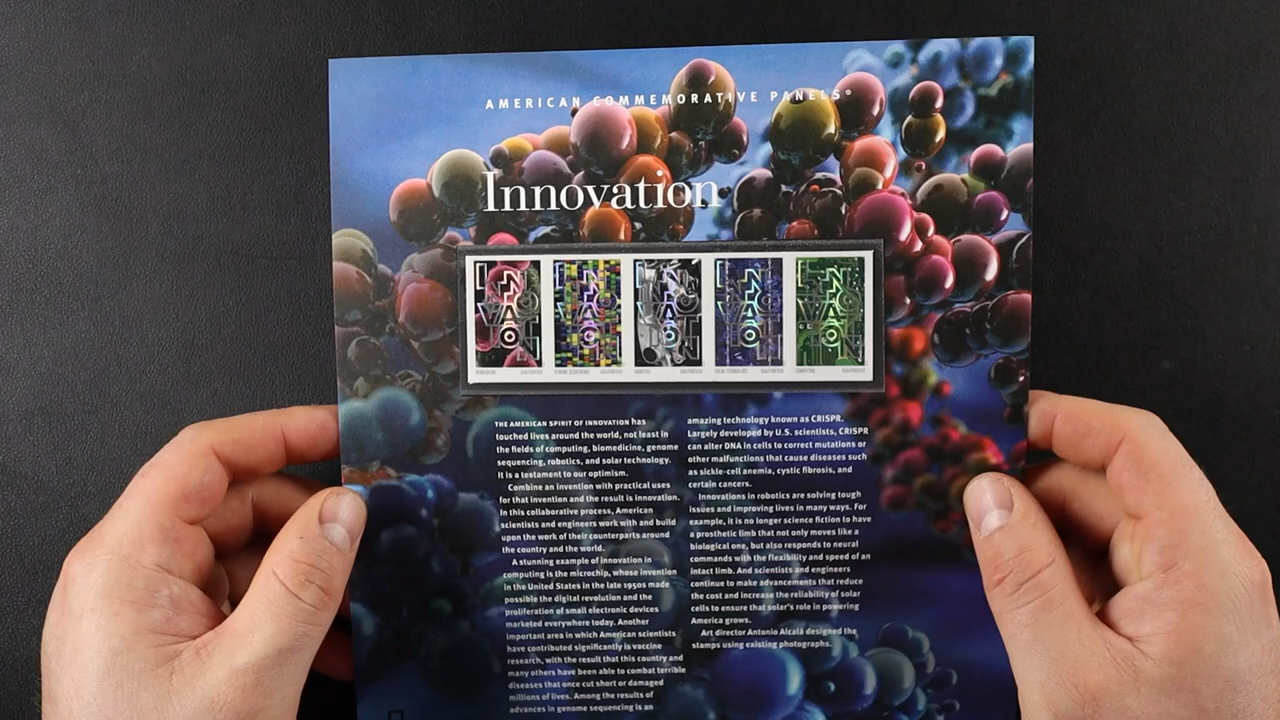 AMERICAN COMMEMORATIVE PANELS®
Innovation
INNOVATION
INNOVATION
INNOVATION
INNOVATION
INNOVATION
THE AMERICAN SPIRIT OF INNOVATION has
touched lives around the world, not least in
the fields of computing, biomedicine, genome
sequencing, robotics, and solar technology.
It is a testament to our optimism.
Combine an invention with practical uses
for that invention and the result is innovation.
In this collaborative process, American
scientists and engineers work with and build
upon the work of their counterparts around
the country and the world.
A stunning example of innovation in
computing is the microchip, whose invention
in the United States in the late 1950s made
possible the digital revolution and the
proliferation of small electronic devices
marketed everywhere today. Another
important area in which American scientists
have contributed significantly is vaccine
research, with the result that this country and
many others have been able to combat terrible
diseases that once cut short or damaged
millions of lives. Among the results of
advances in genome sequencing is an
amazing technology known as CRISPR.
Largely developed by U.S. scientists, CRISPR
can alter DNA in cells to correct mutations or
other malfunctions that cause diseases such
as sickle-cell anemia, cystic fibrosis, and
certain cancers.
Innovations in robotics are solving tough
issues and improving lives in many ways. For
example, it is no longer science fiction to have
a prosthetic limb that not only moves like a
biological one, but also responds to neural
commands with the flexibility and speed of an
intact limb. And scientists and engineers
continue to make advancements that reduce
the cost and increase the reliability of solar
cells to ensure that solar's role in powering
America grows.
Art director Antonio Alcalá designed the
stamps using existing photographs.